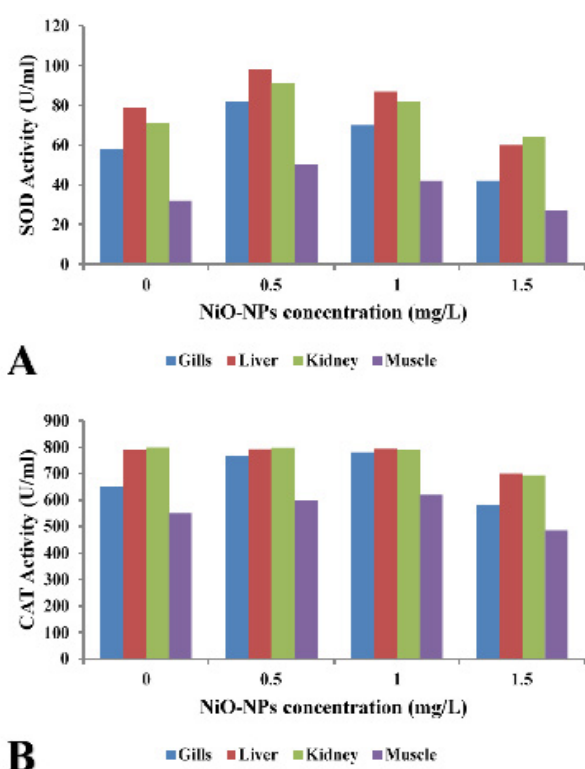 120
100
80
60
40
20
0
SOD Activity (U/ml)
0 0.5 1 1.5
NiO-NPs concentration (mg/L)
A
Gills Liver Kidney Muscle
900
800
700
600
500
400
300
200
100
0
CAT Activity (U/ml)
0 0.5 1 1.5
NiO-NPs concentration (mg/L)
B
Gills Liver Kidney Muscle